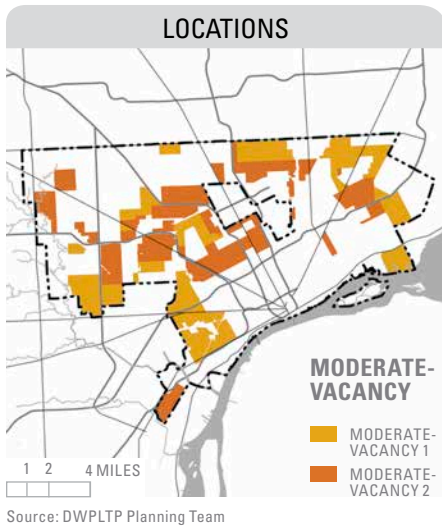 LOCATIONS
MODERATE-
VACANCY
MODERATE-
VACANCY 1
MODERATE-
VACANCY 2
1 2 4 MILES
Source: DWPLTP Planning Team